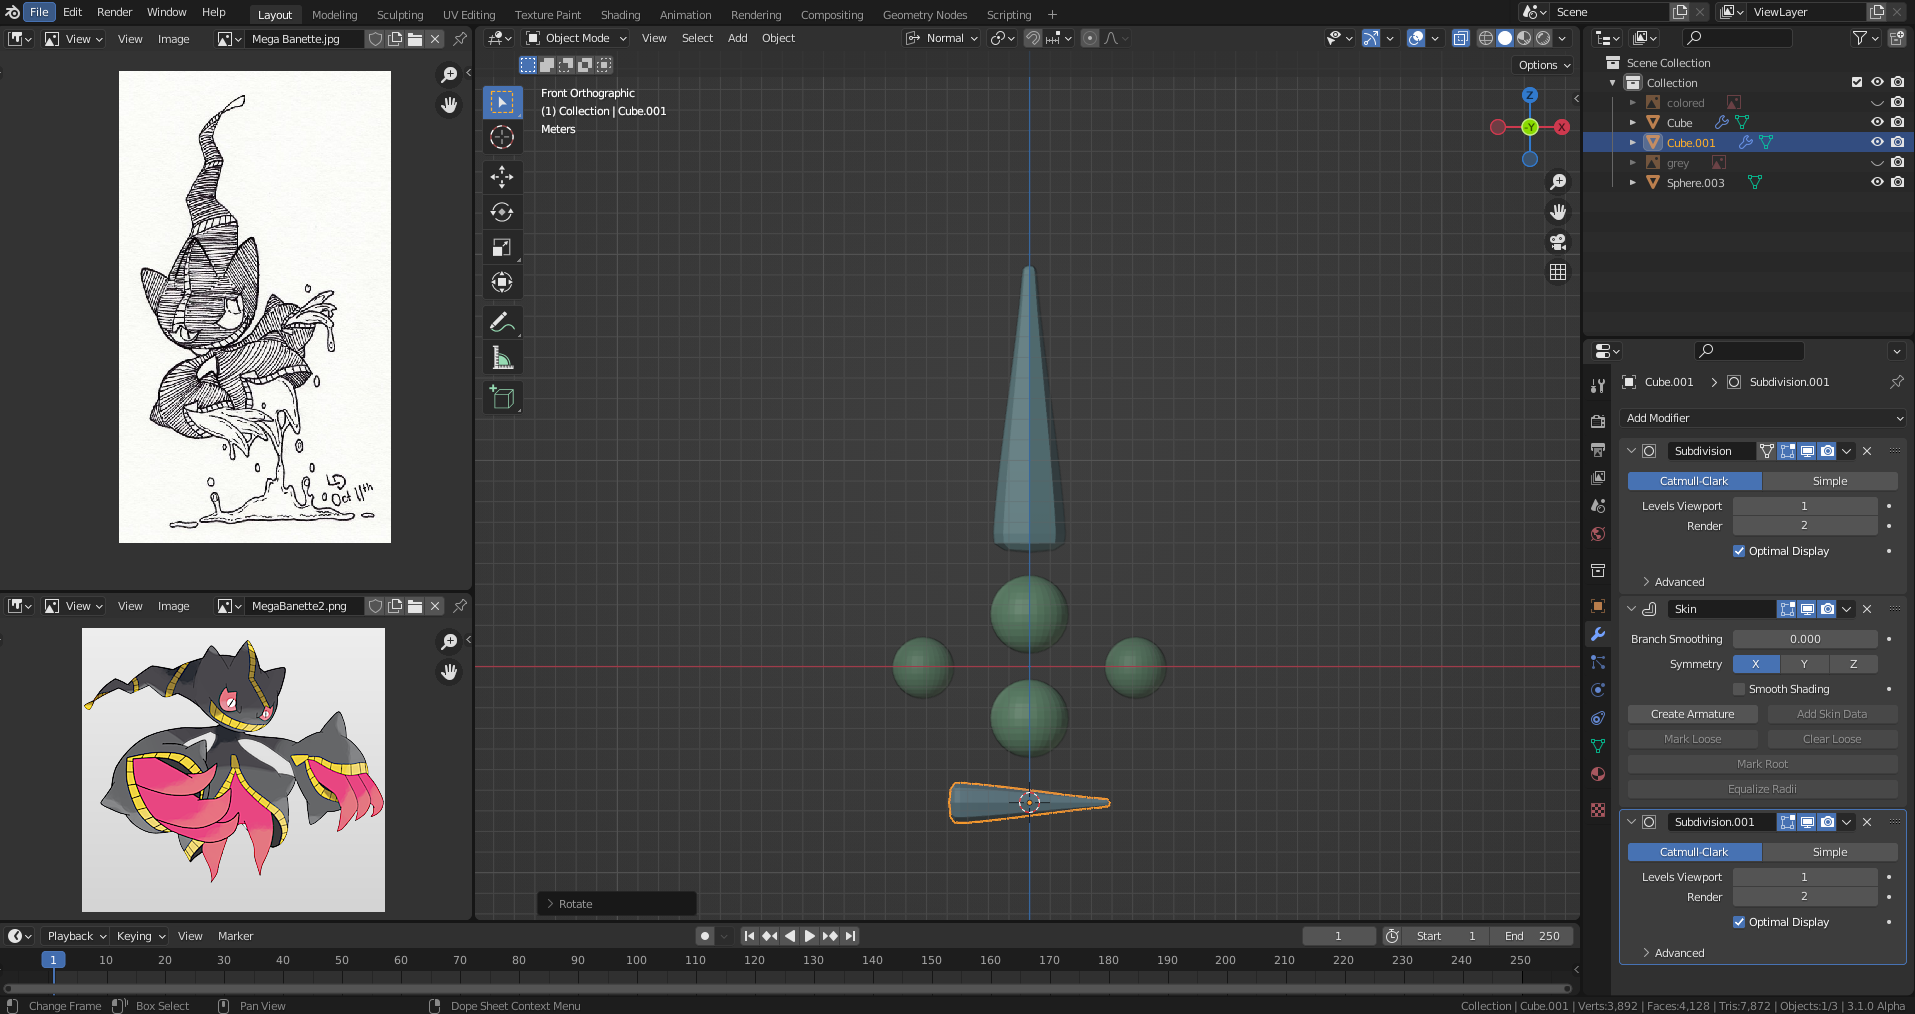 File Edit Render Window Help
Layout Modeling Sculpting UV Editing Texture Paint Shading Animation Rendering Compositing Geometry Nodes Scripting +
Scene
ViewLayer
View View Image Mega Banette.jpg
Object Mode View Select Add Object
Normal
Options
Front Orthographic
(1) Collection | Cube.001
Meters
Z
Y
X
Scene Collection
Collection
colored
Cube
Cube.001
grey
Sphere.003
Oct 11th
View View Image MegaBanette2.png
Cube.001 > Subdivision.001
Add Modifier
Subdivision
Catmull-Clark Simple
Levels Viewport 1
Render 2
Optimal Display
Advanced
Skin
Branch Smoothing 0.000
Symmetry X Y Z
Smooth Shading
Create Armature Add Skin Data
Mark Loose Clear Loose
Mark Root
Equalize Radii
Subdivision.001
Catmull-Clark Simple
Levels Viewport 1
Render 2
Optimal Display
Advanced
Rotate
Playback Keying View Marker
1 Start 1 End 250
1 10 20 30 40 50 60 70 80 90 100 110 120 130 140 150 160 170 180 190 200 210 220 230 240 250
Change Frame Box Select Pan View Dope Sheet Context Menu
Collection | Cube.001 | Verts:3,892 | Faces:4,128 | Tris:7,872 | Objects:1/3 | 3.1.0 Alpha